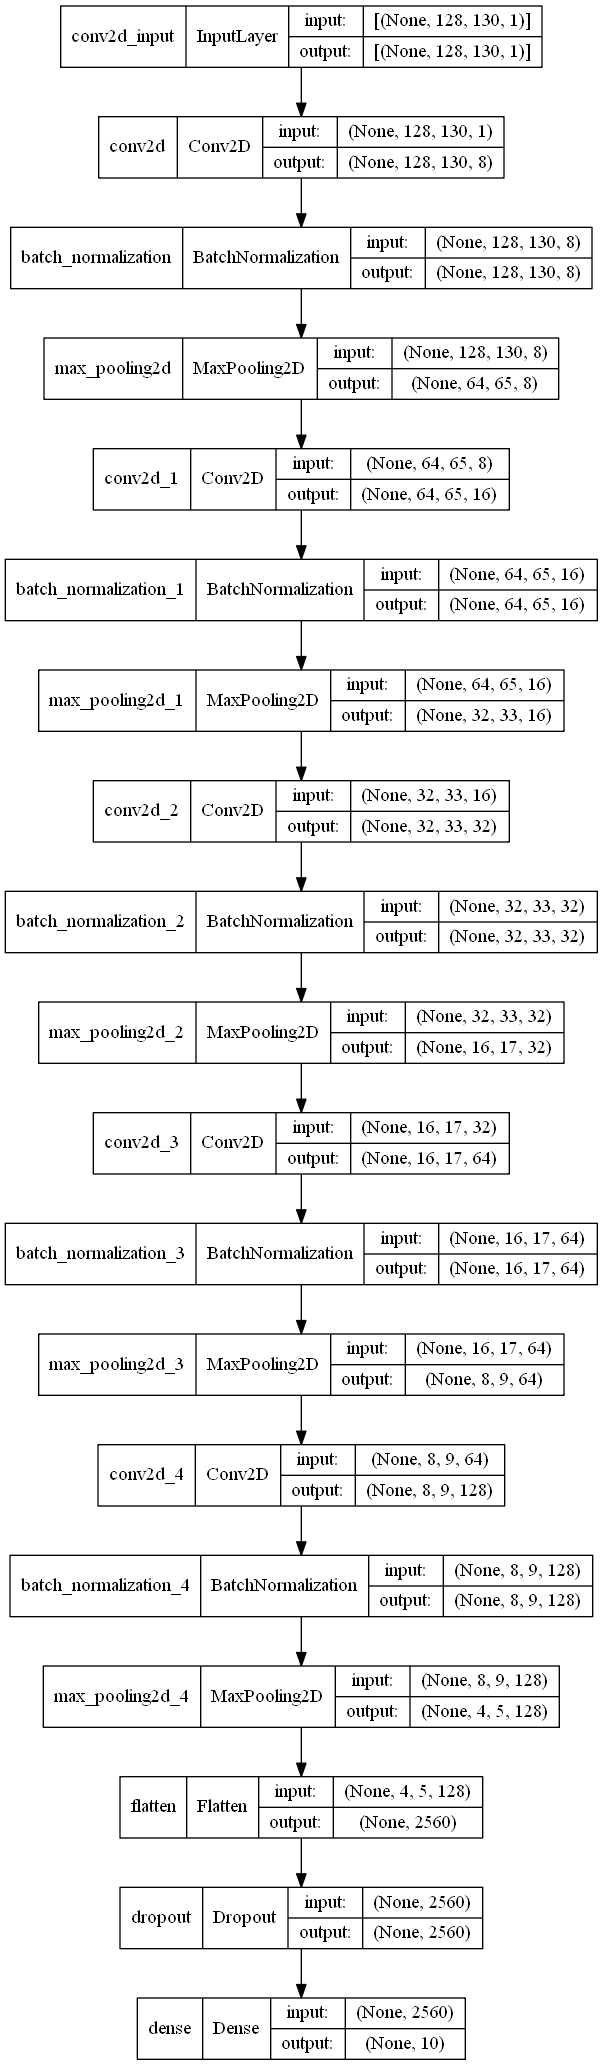 conv2d_input InputLayer input: [(None, 128, 130, 1)]
output: [(None, 128, 130, 1)]
conv2d Conv2D input: (None, 128, 130, 1)
output: (None, 128, 130, 8)
batch_normalization BatchNormalization input: (None, 128, 130, 8)
output: (None, 128, 130, 8)
max_pooling2d MaxPooling2D input: (None, 128, 130, 8)
output: (None, 64, 65, 8)
conv2d_1 Conv2D input: (None, 64, 65, 8)
output: (None, 64, 65, 16)
batch_normalization_1 BatchNormalization input: (None, 64, 65, 16)
output: (None, 64, 65, 16)
max_pooling2d_1 MaxPooling2D input: (None, 64, 65, 16)
output: (None, 32, 33, 16)
conv2d_2 Conv2D input: (None, 32, 33, 16)
output: (None, 32, 33, 32)
batch_normalization_2 BatchNormalization input: (None, 32, 33, 32)
output: (None, 32, 33, 32)
max_pooling2d_2 MaxPooling2D input: (None, 32, 33, 32)
output: (None, 16, 17, 32)
conv2d_3 Conv2D input: (None, 16, 17, 32)
output: (None, 16, 17, 64)
batch_normalization_3 BatchNormalization input: (None, 16, 17, 64)
output: (None, 16, 17, 64)
max_pooling2d_3 MaxPooling2D input: (None, 16, 17, 64)
output: (None, 8, 9, 64)
conv2d_4 Conv2D input: (None, 8, 9, 64)
output: (None, 8, 9, 128)
batch_normalization_4 BatchNormalization input: (None, 8, 9, 128)
output: (None, 8, 9, 128)
max_pooling2d_4 MaxPooling2D input: (None, 8, 9, 128)
output: (None, 4, 5, 128)
flatten Flatten input: (None, 4, 5, 128)
output: (None, 2560)
dropout Dropout input: (None, 2560)
output: (None, 2560)
dense Dense input: (None, 2560)
output: (None, 10)